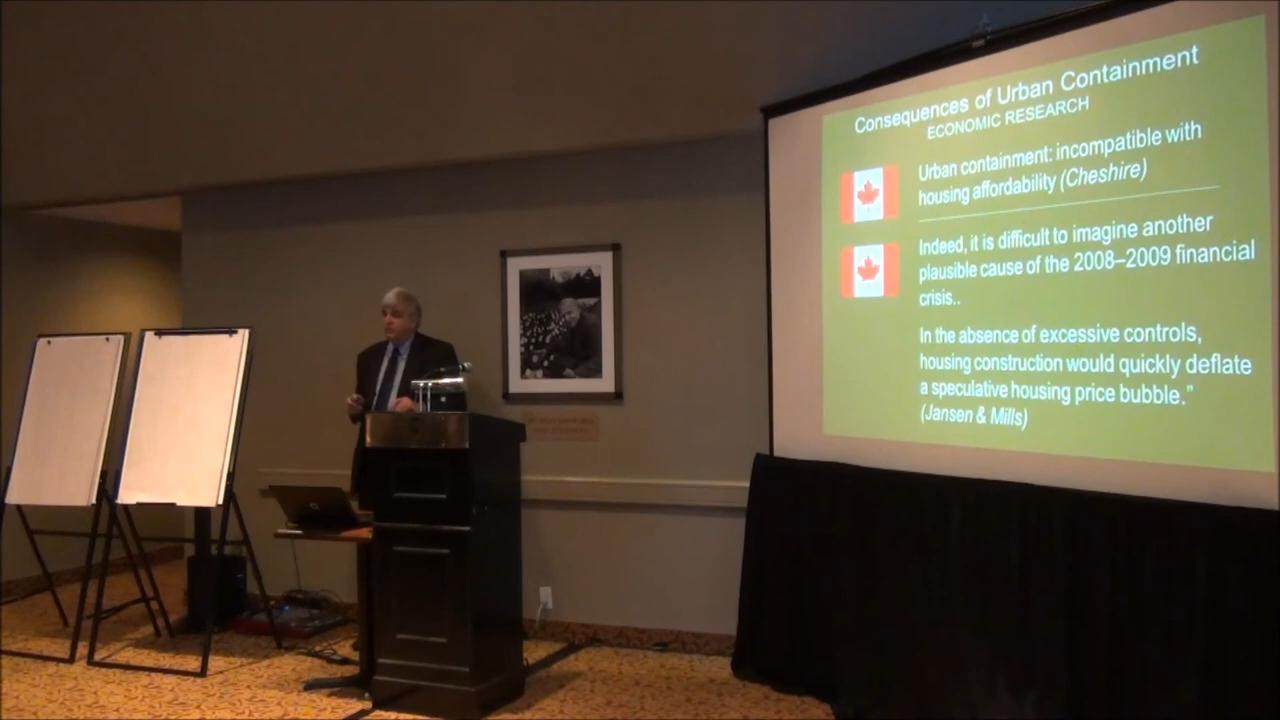 Consequences of Urban Containment
ECONOMIC RESEARCH
Urban containment: incompatible with
housing affordability (Cheshire)
Indeed, it is difficult to imagine another
plausible cause of the 2008–2009 financial
crisis..
In the absence of excessive controls,
housing construction would quickly deflate
a speculative housing price bubble.”
(Jansen & Mills)